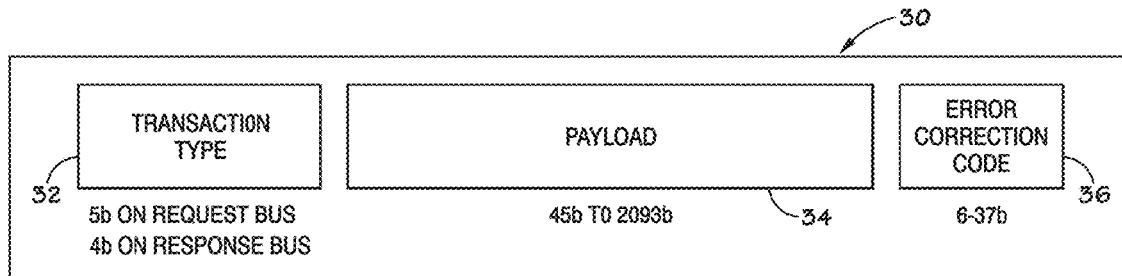 30
TRANSACTION
TYPE
PAYLOAD
ERROR
CORRECTION
CODE
32
34
36
5b ON REQUEST BUS
4b ON RESPONSE BUS
45b TO 2093b
6-37b